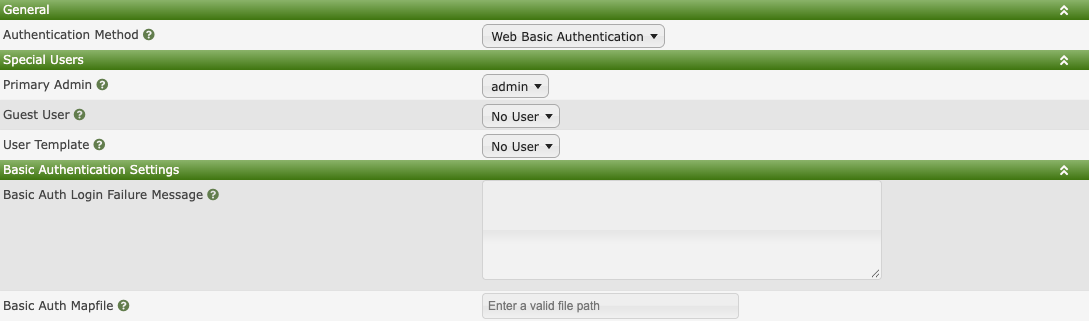 General
Authentication Method
Web Basic Authentication
Special Users
Primary Admin
admin
Guest User
No User
User Template
No User
Basic Authentication Settings
Basic Auth Login Failure Message
Basic Auth Mapfile
Enter a valid file path